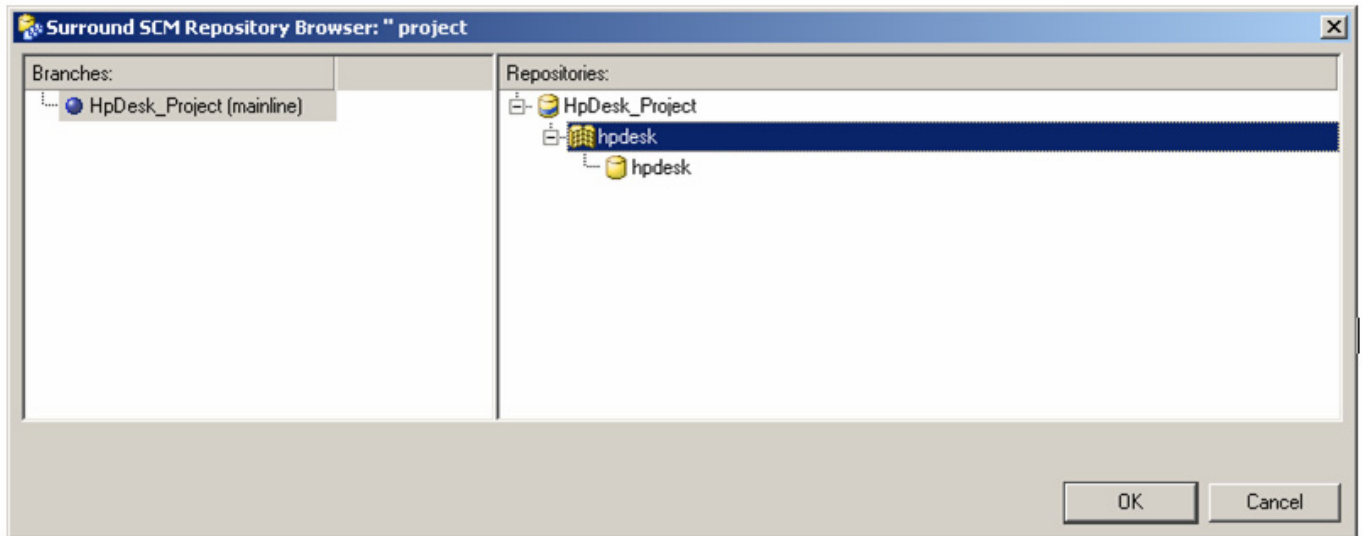 Surround SCM Repository Browser: '' project
Branches:
HpDesk_Project (mainline)
Repositories:
HpDesk_Project
hpdesk
hpdesk
OK
Cancel